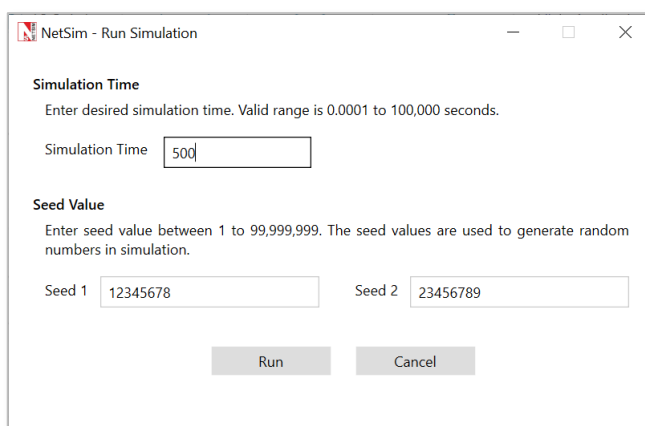 NetSim - Run Simulation
Simulation Time
Enter desired simulation time. Valid range is 0.0001 to 100,000 seconds.
Simulation Time 500
Seed Value
Enter seed value between 1 to 99,999,999. The seed values are used to generate random
numbers in simulation.
Seed 1 12345678 Seed 2 23456789
Run Cancel